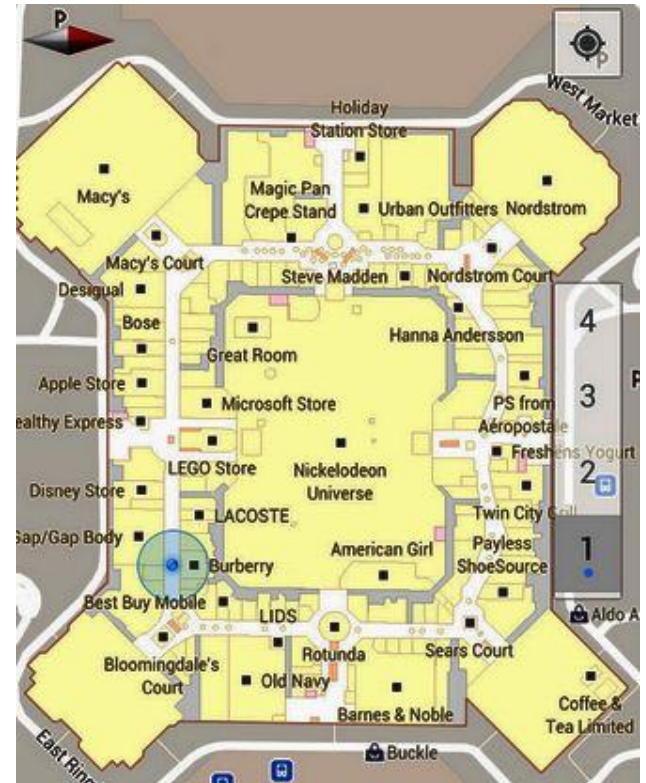 P
P
West Market
Holiday
Station Store
Macy's
Magic Pan
Crepe Stand
Urban Outfitters
Nordstrom
Macy's Court
Steve Madden
Nordstrom Court
Desigual
Bose
Great Room
Hanna Andersson
4
Apple Store
Microsoft Store
PS from
Aéropostale
3
P
ealthy Express
LEGO Store
Nickelodeon
Universe
Freshens Yogurt
2
Disney Store
LACOSTE
Twin City Grill
Gap/Gap Body
Burberry
American Girl
Payless
ShoeSource
1
Best Buy Mobile
LIDS
Rotunda
Sears Court
Aldo A
Bloomingdale's
Court
Old Navy
Barnes & Noble
Coffee &
Tea Limited
East Ring
Buckle